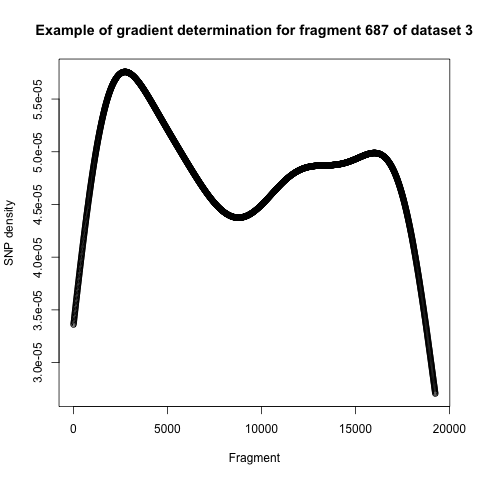 Example of gradient determination for fragment 687 of dataset 3
5.5e-05
5.0e-05
4.5e-05
4.0e-05
3.5e-05
3.0e-05
SNP density
0 5000 10000 15000 20000
Fragment